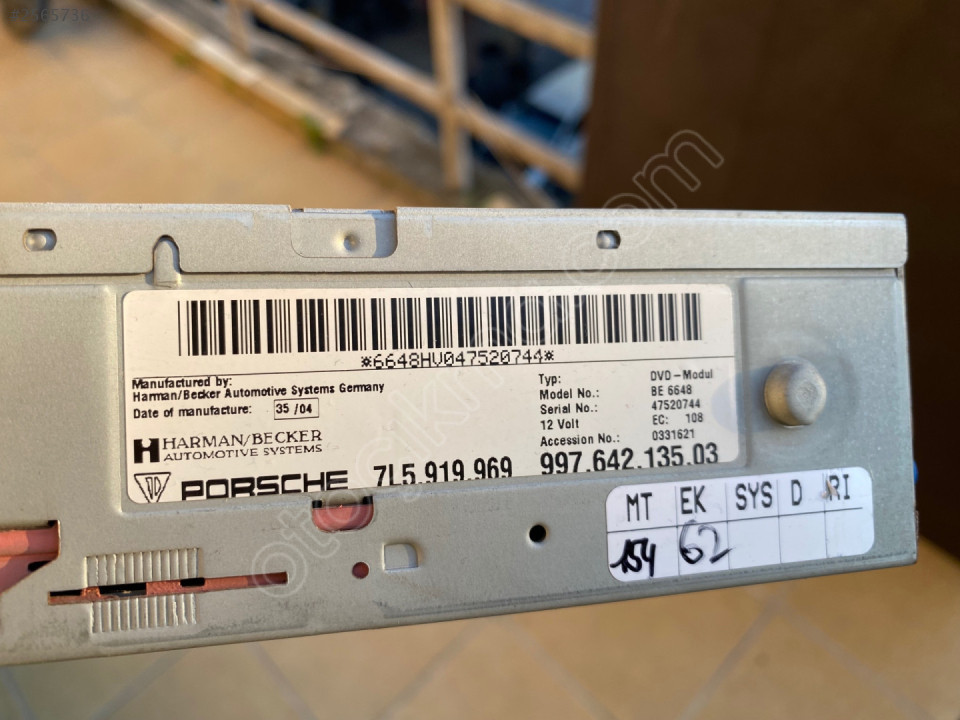 *6648HV047520744*
Manufactured by:
Harman/Becker Automotive Systems Germany
Date of manufacture: 35/04
HARMAN/BECKER
AUTOMOTIVE SYSTEMS
Typ: DVD-Modul
Model No.: BE 6648
Serial No.: 47520744
12 Volt EC: 108
Accession No.: 0331621
PORSCHE 7L5.919.969 997.642.135.03
MT EK SYS D RI
154 62
otocikma.com